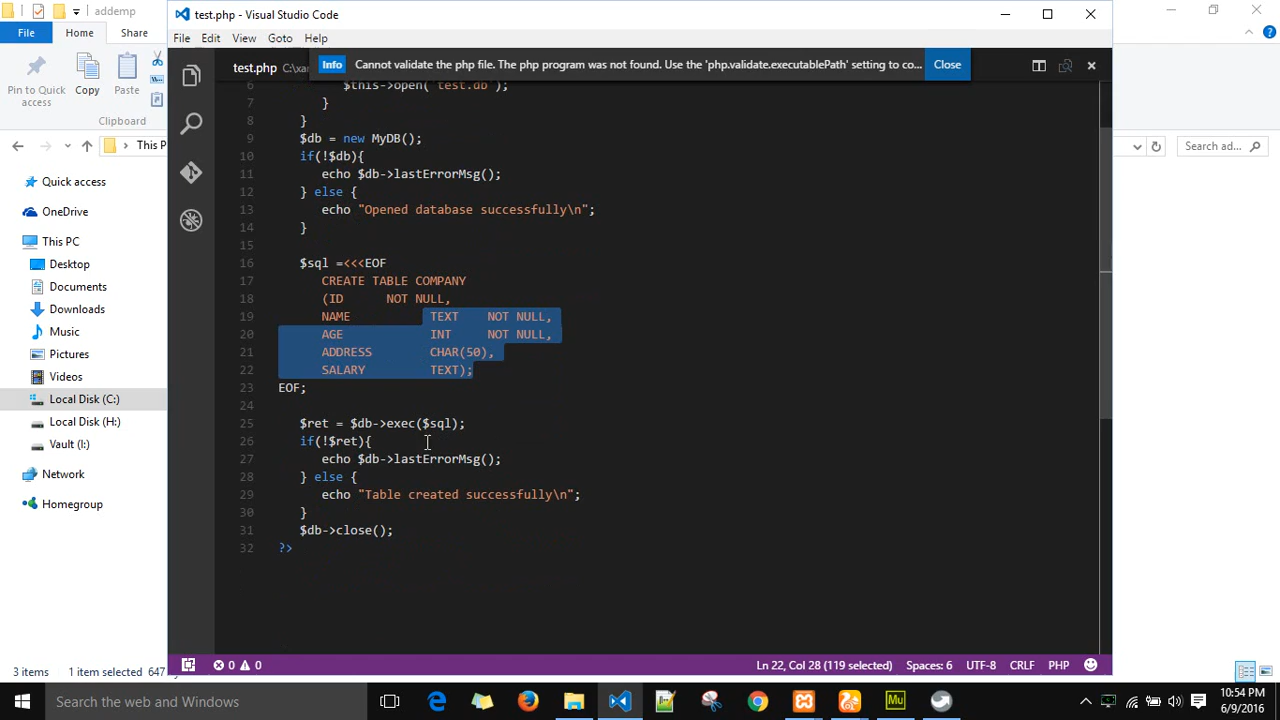 addemp
test.php - Visual Studio Code
File Home Share
File Edit View Goto Help
test.php C:\xa
Info Cannot validate the php file. The php program was not found. Use the 'php.validate.executablePath' setting to co... Close
Pin to Quick access
Copy
Paste
Clipboard
This P
Search ad...
Quick access
OneDrive
This PC
Desktop
Documents
Downloads
Music
Pictures
Videos
Local Disk (C:)
Local Disk (H:)
Vault (I:)
Network
Homegroup
6 $this->open('test.db');
7 }
8 }
9 $db = new MyDB();
10 if(!$db){
11 echo $db->lastErrorMsg();
12 } else {
13 echo "Opened database successfully\n";
14 }
15
16 $sql =<<<EOF
17 CREATE TABLE COMPANY
18 (ID NOT NULL,
19 NAME TEXT NOT NULL,
20 AGE INT NOT NULL,
21 ADDRESS CHAR(50),
22 SALARY TEXT);
23 EOF;
24
25 $ret = $db->exec($sql);
26 if(!$ret){
27 echo $db->lastErrorMsg();
28 } else {
29 echo "Table created successfully\n";
30 }
31 $db->close();
32 ?>
3 items 1 item selected 647
0 0 Ln 22, Col 28 (119 selected) Spaces: 6 UTF-8 CRLF PHP
Search the web and Windows
Mu
10:54 PM
6/9/2016